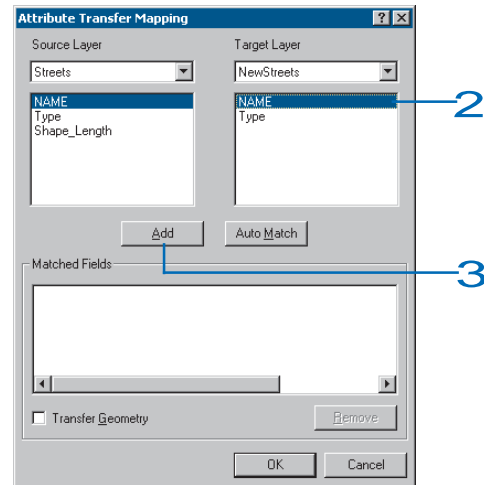 Attribute Transfer Mapping ? X
Source Layer Target Layer
Streets NewStreets
NAME NAME
Type Type
Shape_Length
2
Add Auto Match
3
Matched Fields
Transfer Geometry Remove
OK Cancel